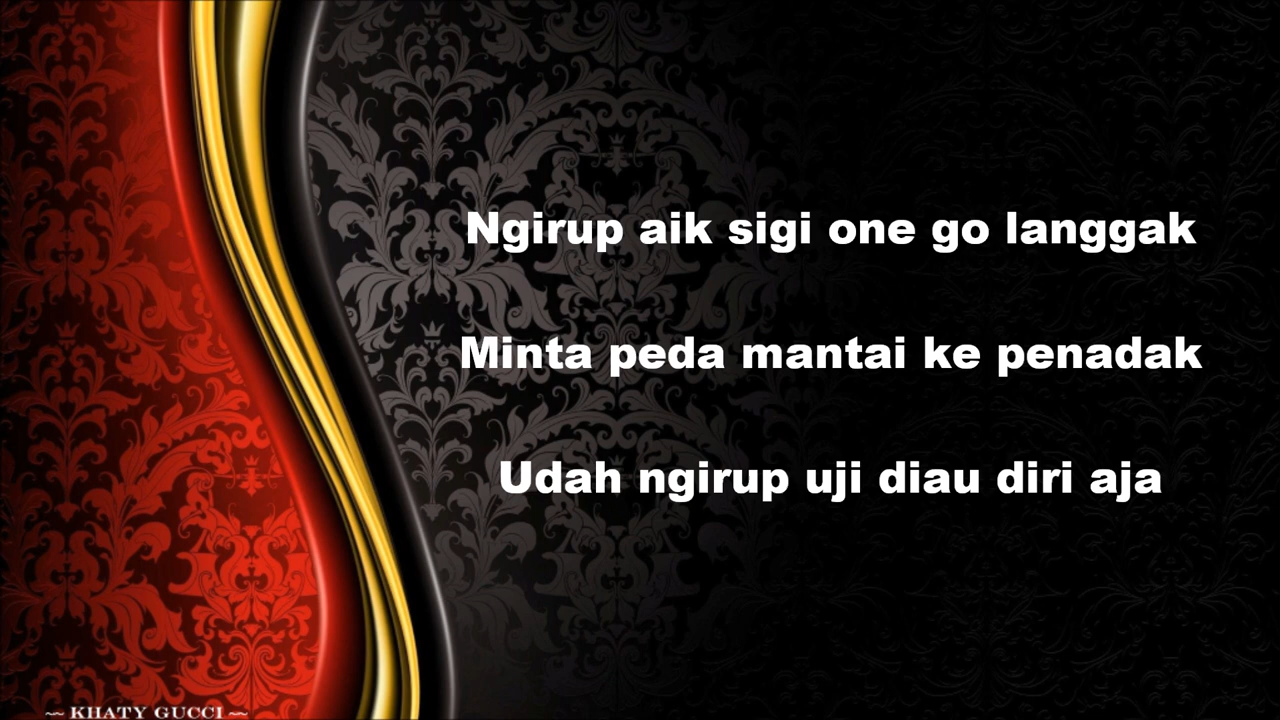 Ngirup aik sigi one go langgak
Minta peda mantai ke penadak
Udah ngirup uji diau diri aja
~~ KHATY GUCCI ~~